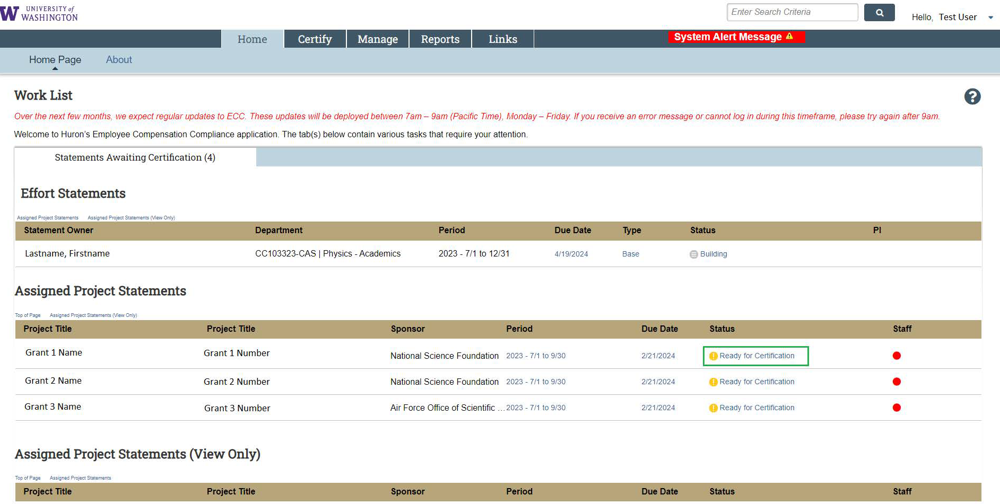 W UNIVERSITY of
WASHINGTON
Enter Search Criteria
Hello, Test User
Home Certify Manage Reports Links
System Alert Message
Home Page About
Work List
?
Over the next few months, we expect regular updates to ECC. These updates will be deployed between 7am – 9am (Pacific Time), Monday – Friday. If you receive an error message or cannot log in during this timeframe, please try again after 9am.
Welcome to Huron’s Employee Compensation Compliance application. The tab(s) below contain various tasks that require your attention.
Statements Awaiting Certification (4)
Effort Statements
Assigned Project Statements Assigned Project Statements (View Only)
Statement Owner Department Period Due Date Type Status PI
Lastname, Firstname CC103323-CAS | Physics - Academics 2023 - 7/1 to 12/31 4/19/2024 Base Building
Assigned Project Statements
Top of Page Assigned Project Statements (View Only)
Project Title Project Title Sponsor Period Due Date Status Staff
Grant 1 Name Grant 1 Number National Science Foundation 2023 - 7/1 to 9/30 2/21/2024 Ready for Certification
Grant 2 Name Grant 2 Number National Science Foundation 2023 - 7/1 to 9/30 2/21/2024 Ready for Certification
Grant 3 Name Grant 3 Number Air Force Office of Scientific ... 2023 - 7/1 to 9/30 2/21/2024 Ready for Certification
Assigned Project Statements (View Only)
Top of Page Assigned Project Statements
Project Title Project Title Sponsor Period Due Date Status Staff